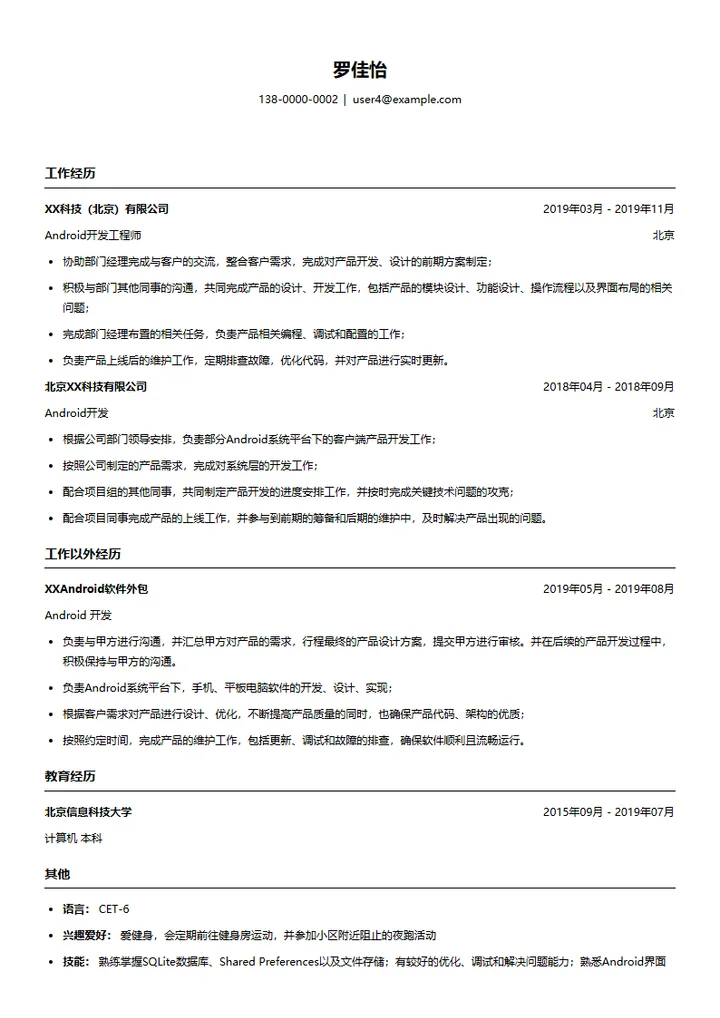 罗佳怡
138-0000-0002 | user4@example.com
工作经历
XX科技（北京）有限公司 2019年03月 - 2019年11月
Android开发工程师 北京
• 协助部门经理完成与客户的交流，整合客户需求，完成对产品开发、设计的前期方案制定；
• 积极与部门其他同事的沟通，共同完成产品的设计、开发工作，包括产品的模块设计、功能设计、操作流程以及界面布局的相关
问题；
• 完成部门经理布置的相关任务，负责产品相关编程、调试和配置的工作；
• 负责产品上线后的维护工作，定期排查故障，优化代码，并对产品进行实时更新。
北京XX科技有限公司 2018年04月 - 2018年09月
Android开发 北京
• 根据公司部门领导安排，负责部分Android系统平台下的客户端产品开发工作；
• 按照公司制定的产品需求，完成对系统层的开发工作；
• 配合项目组的其他同事，共同制定产品开发的进度安排工作，并按时完成关键技术问题的攻克；
• 配合项目同事完成产品的上线工作，并参与到前期的筹备和后期的维护中，及时解决产品出现的问题。
工作以外经历
XXAndroid软件外包 2019年05月 - 2019年08月
Android 开发
• 负责与甲方进行沟通，并汇总甲方对产品的需求，行程最终的产品设计方案，提交甲方进行审核。并在后续的产品开发过程中，
积极保持与甲方的沟通。
• 负责Android系统平台下，手机、平板电脑软件的开发、设计、实现；
• 根据客户需求对产品进行设计、优化，不断提高产品质量的同时，也确保产品代码、架构的优质；
• 按照约定时间，完成产品的维护工作，包括更新、调试和故障的排查，确保软件顺利且流畅运行。
教育经历
北京信息科技大学 2015年09月 - 2019年07月
计算机 本科
其他
• 语言： CET-6
• 兴趣爱好： 爱健身，会定期前往健身房运动，并参加小区附近阻止的夜跑活动
• 技能： 熟练掌握SQLite数据库、Shared Preferences以及文件存储；有较好的优化、调试和解决问题能力；熟悉Android界面